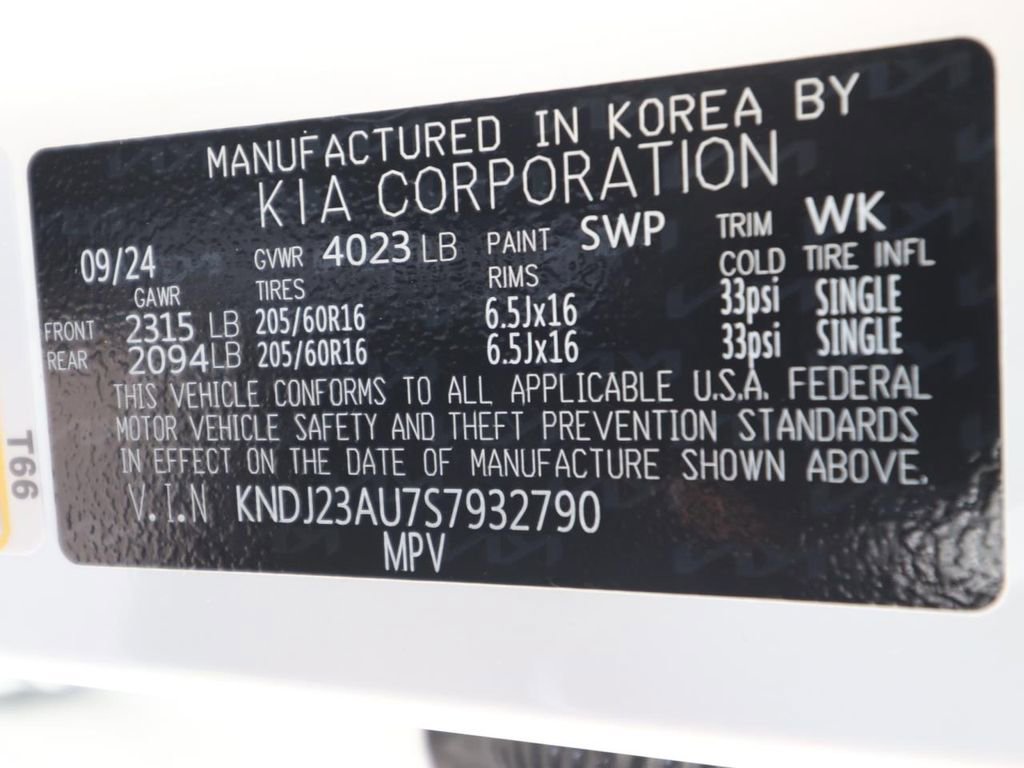 MANUFACTURED IN KOREA BY
KIA CORPORATION
09/24 GVWR 4023 LB PAINT SWP TRIM WK
GAWR TIRES RIMS COLD TIRE INFL
FRONT 2315 LB 205/60R16 6.5Jx16 33psi SINGLE
REAR 2094 LB 205/60R16 6.5Jx16 33psi SINGLE
THIS VEHICLE CONFORMS TO ALL APPLICABLE U.S.A. FEDERAL
MOTOR VEHICLE SAFETY AND THEFT PREVENTION STANDARDS
IN EFFECT ON THE DATE OF MANUFACTURE SHOWN ABOVE.
V.I.N KNDJ23AU7S7932790
MPV
T66